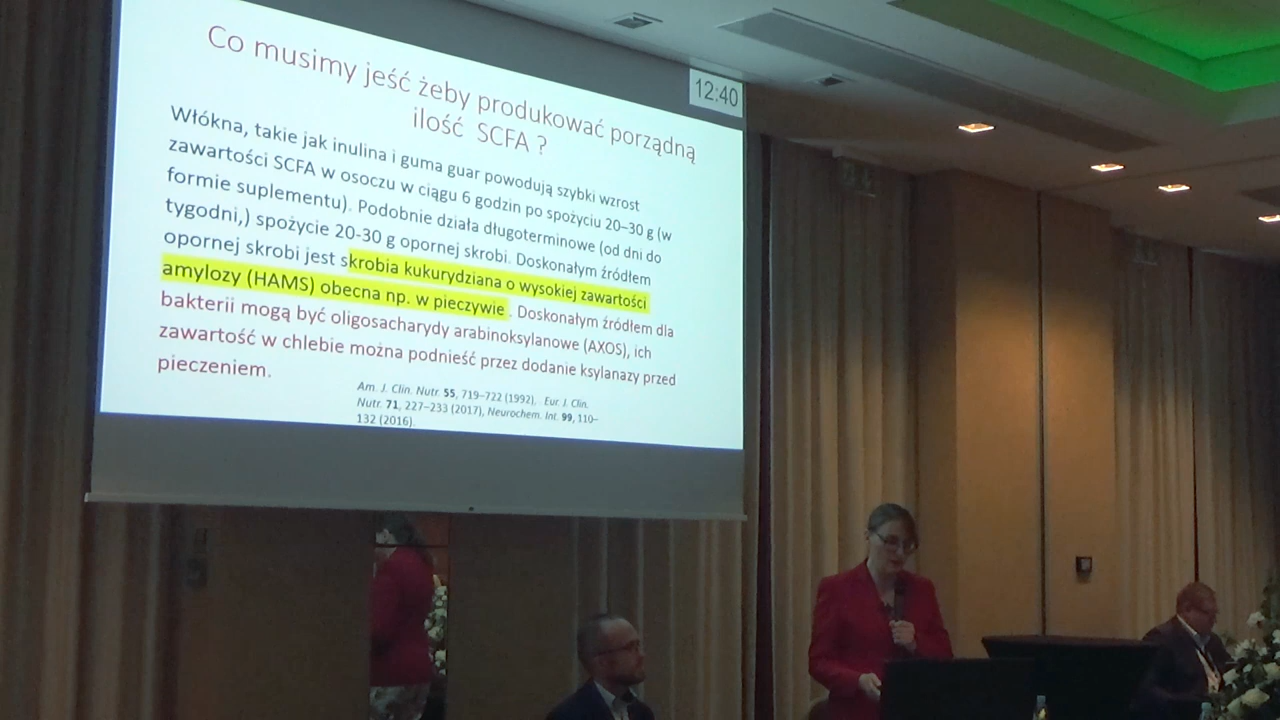 Co musimy jeść żeby produkować porządną
ilość SCFA ?
12:40
Włókna, takie jak inulina i guma guar powodują szybki wzrost
zawartości SCFA w osoczu w ciągu 6 godzin po spożyciu 20–30 g (w
formie suplementu). Podobnie działa długoterminowe (od dni do
tygodni,) spożycie 20-30 g opornej skrobi. Doskonałym źródłem
opornej skrobi jest skrobia kukurydziana o wysokiej zawartości
amylozy (HAMS) obecna np. w pieczywie . Doskonałym źródłem dla
bakterii mogą być oligosacharydy arabinoksylanowe (AXOS), ich
zawartość w chlebie można podnieść przez dodanie ksylanazy przed
pieczeniem.
Am. J. Clin. Nutr. 55, 719–722 (1992), Eur. J. Clin.
Nutr. 71, 227–233 (2017), Neurochem. Int. 99, 110–
132 (2016).